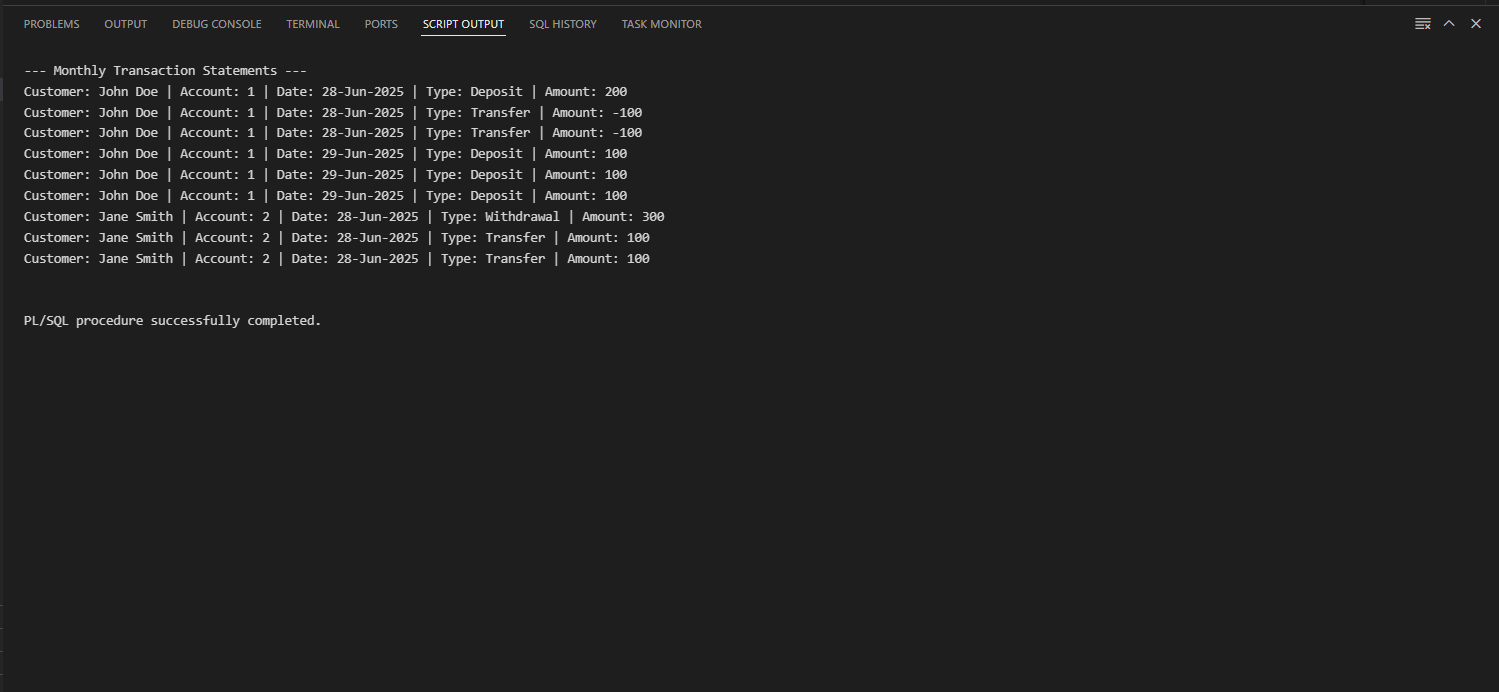 PROBLEMS OUTPUT DEBUG CONSOLE TERMINAL PORTS SCRIPT OUTPUT SQL HISTORY TASK MONITOR
--- Monthly Transaction Statements ---
Customer: John Doe | Account: 1 | Date: 28-Jun-2025 | Type: Deposit | Amount: 200
Customer: John Doe | Account: 1 | Date: 28-Jun-2025 | Type: Transfer | Amount: -100
Customer: John Doe | Account: 1 | Date: 28-Jun-2025 | Type: Transfer | Amount: -100
Customer: John Doe | Account: 1 | Date: 29-Jun-2025 | Type: Deposit | Amount: 100
Customer: John Doe | Account: 1 | Date: 29-Jun-2025 | Type: Deposit | Amount: 100
Customer: John Doe | Account: 1 | Date: 29-Jun-2025 | Type: Deposit | Amount: 100
Customer: Jane Smith | Account: 2 | Date: 28-Jun-2025 | Type: Withdrawal | Amount: 300
Customer: Jane Smith | Account: 2 | Date: 28-Jun-2025 | Type: Transfer | Amount: 100
Customer: Jane Smith | Account: 2 | Date: 28-Jun-2025 | Type: Transfer | Amount: 100
PL/SQL procedure successfully completed.